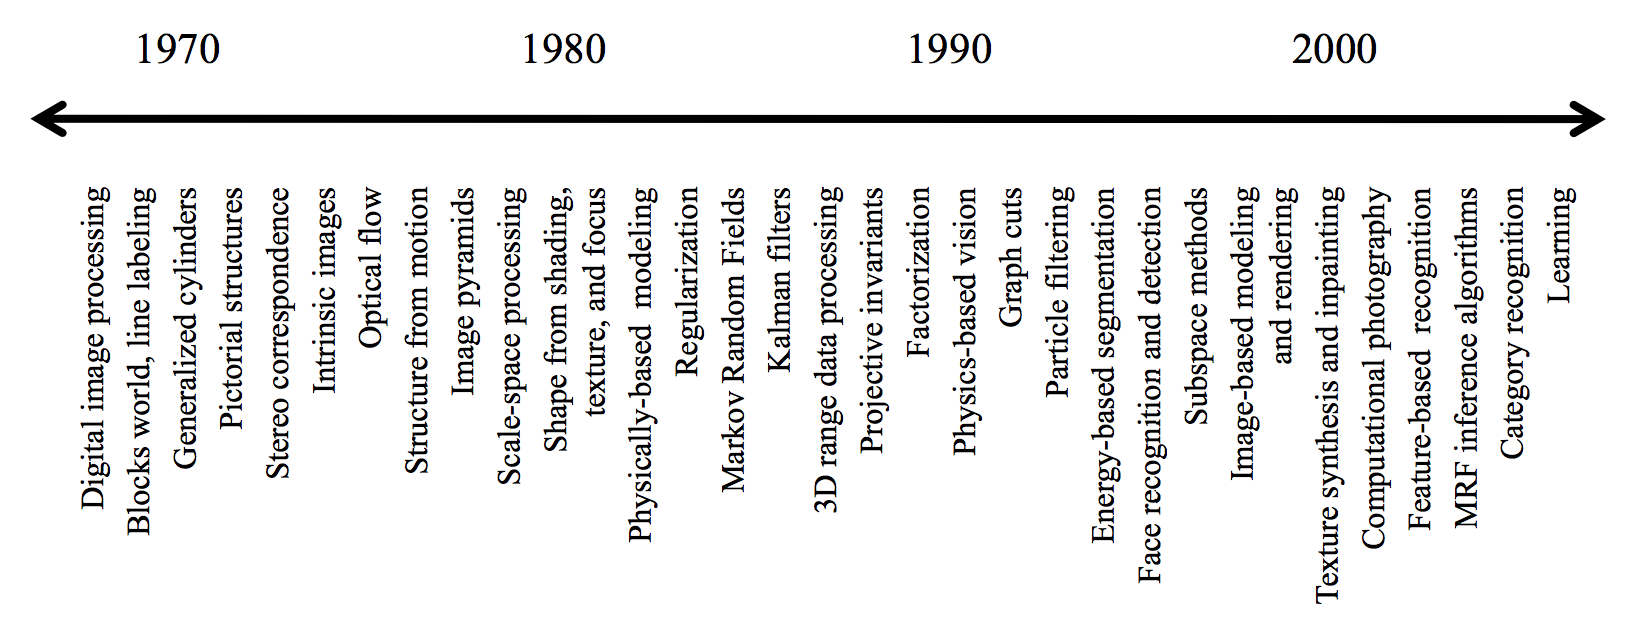 1970
1980
1990
2000
Digital image processing
Blocks world, line labeling
Generalized cylinders
Pictorial structures
Stereo correspondence
Intrinsic images
Optical flow
Structure from motion
Image pyramids
Scale-space processing
Shape from shading,
texture, and focus
Physically-based modeling
Regularization
Markov Random Fields
Kalman filters
3D range data processing
Projective invariants
Factorization
Physics-based vision
Graph cuts
Particle filtering
Energy-based segmentation
Face recognition and detection
Subspace methods
Image-based modeling
and rendering
Texture synthesis and inpainting
Computational photography
Feature-based recognition
MRF inference algorithms
Category recognition
Learning